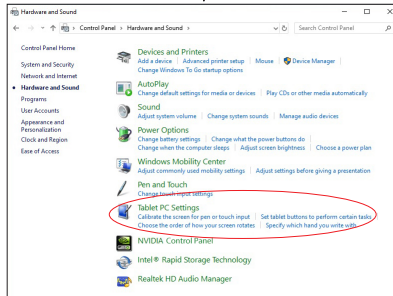 Hardware and Sound
Control Panel > Hardware and Sound >
Search Control Panel
Control Panel Home
System and Security
Network and Internet
Hardware and Sound
Programs
User Accounts
Appearance and
Personalization
Clock and Region
Ease of Access
Devices and Printers
Add a device | Advanced printer setup | Mouse | Device Manager |
Change Windows To Go startup options
AutoPlay
Change default settings for media or devices | Play CDs or other media automatically
Sound
Adjust system volume | Change system sounds | Manage audio devices
Power Options
Change battery settings | Change what the power buttons do |
Change when the computer sleeps | Adjust screen brightness | Choose a power plan
Windows Mobility Center
Adjust commonly used mobility settings | Adjust settings before giving a presentation
Pen and Touch
Change touch input settings
Tablet PC Settings
Calibrate the screen for pen or touch input | Set tablet buttons to perform certain tasks
Choose the order of how your screen rotates | Specify which hand you write with
NVIDIA Control Panel
Intel® Rapid Storage Technology
Realtek HD Audio Manager